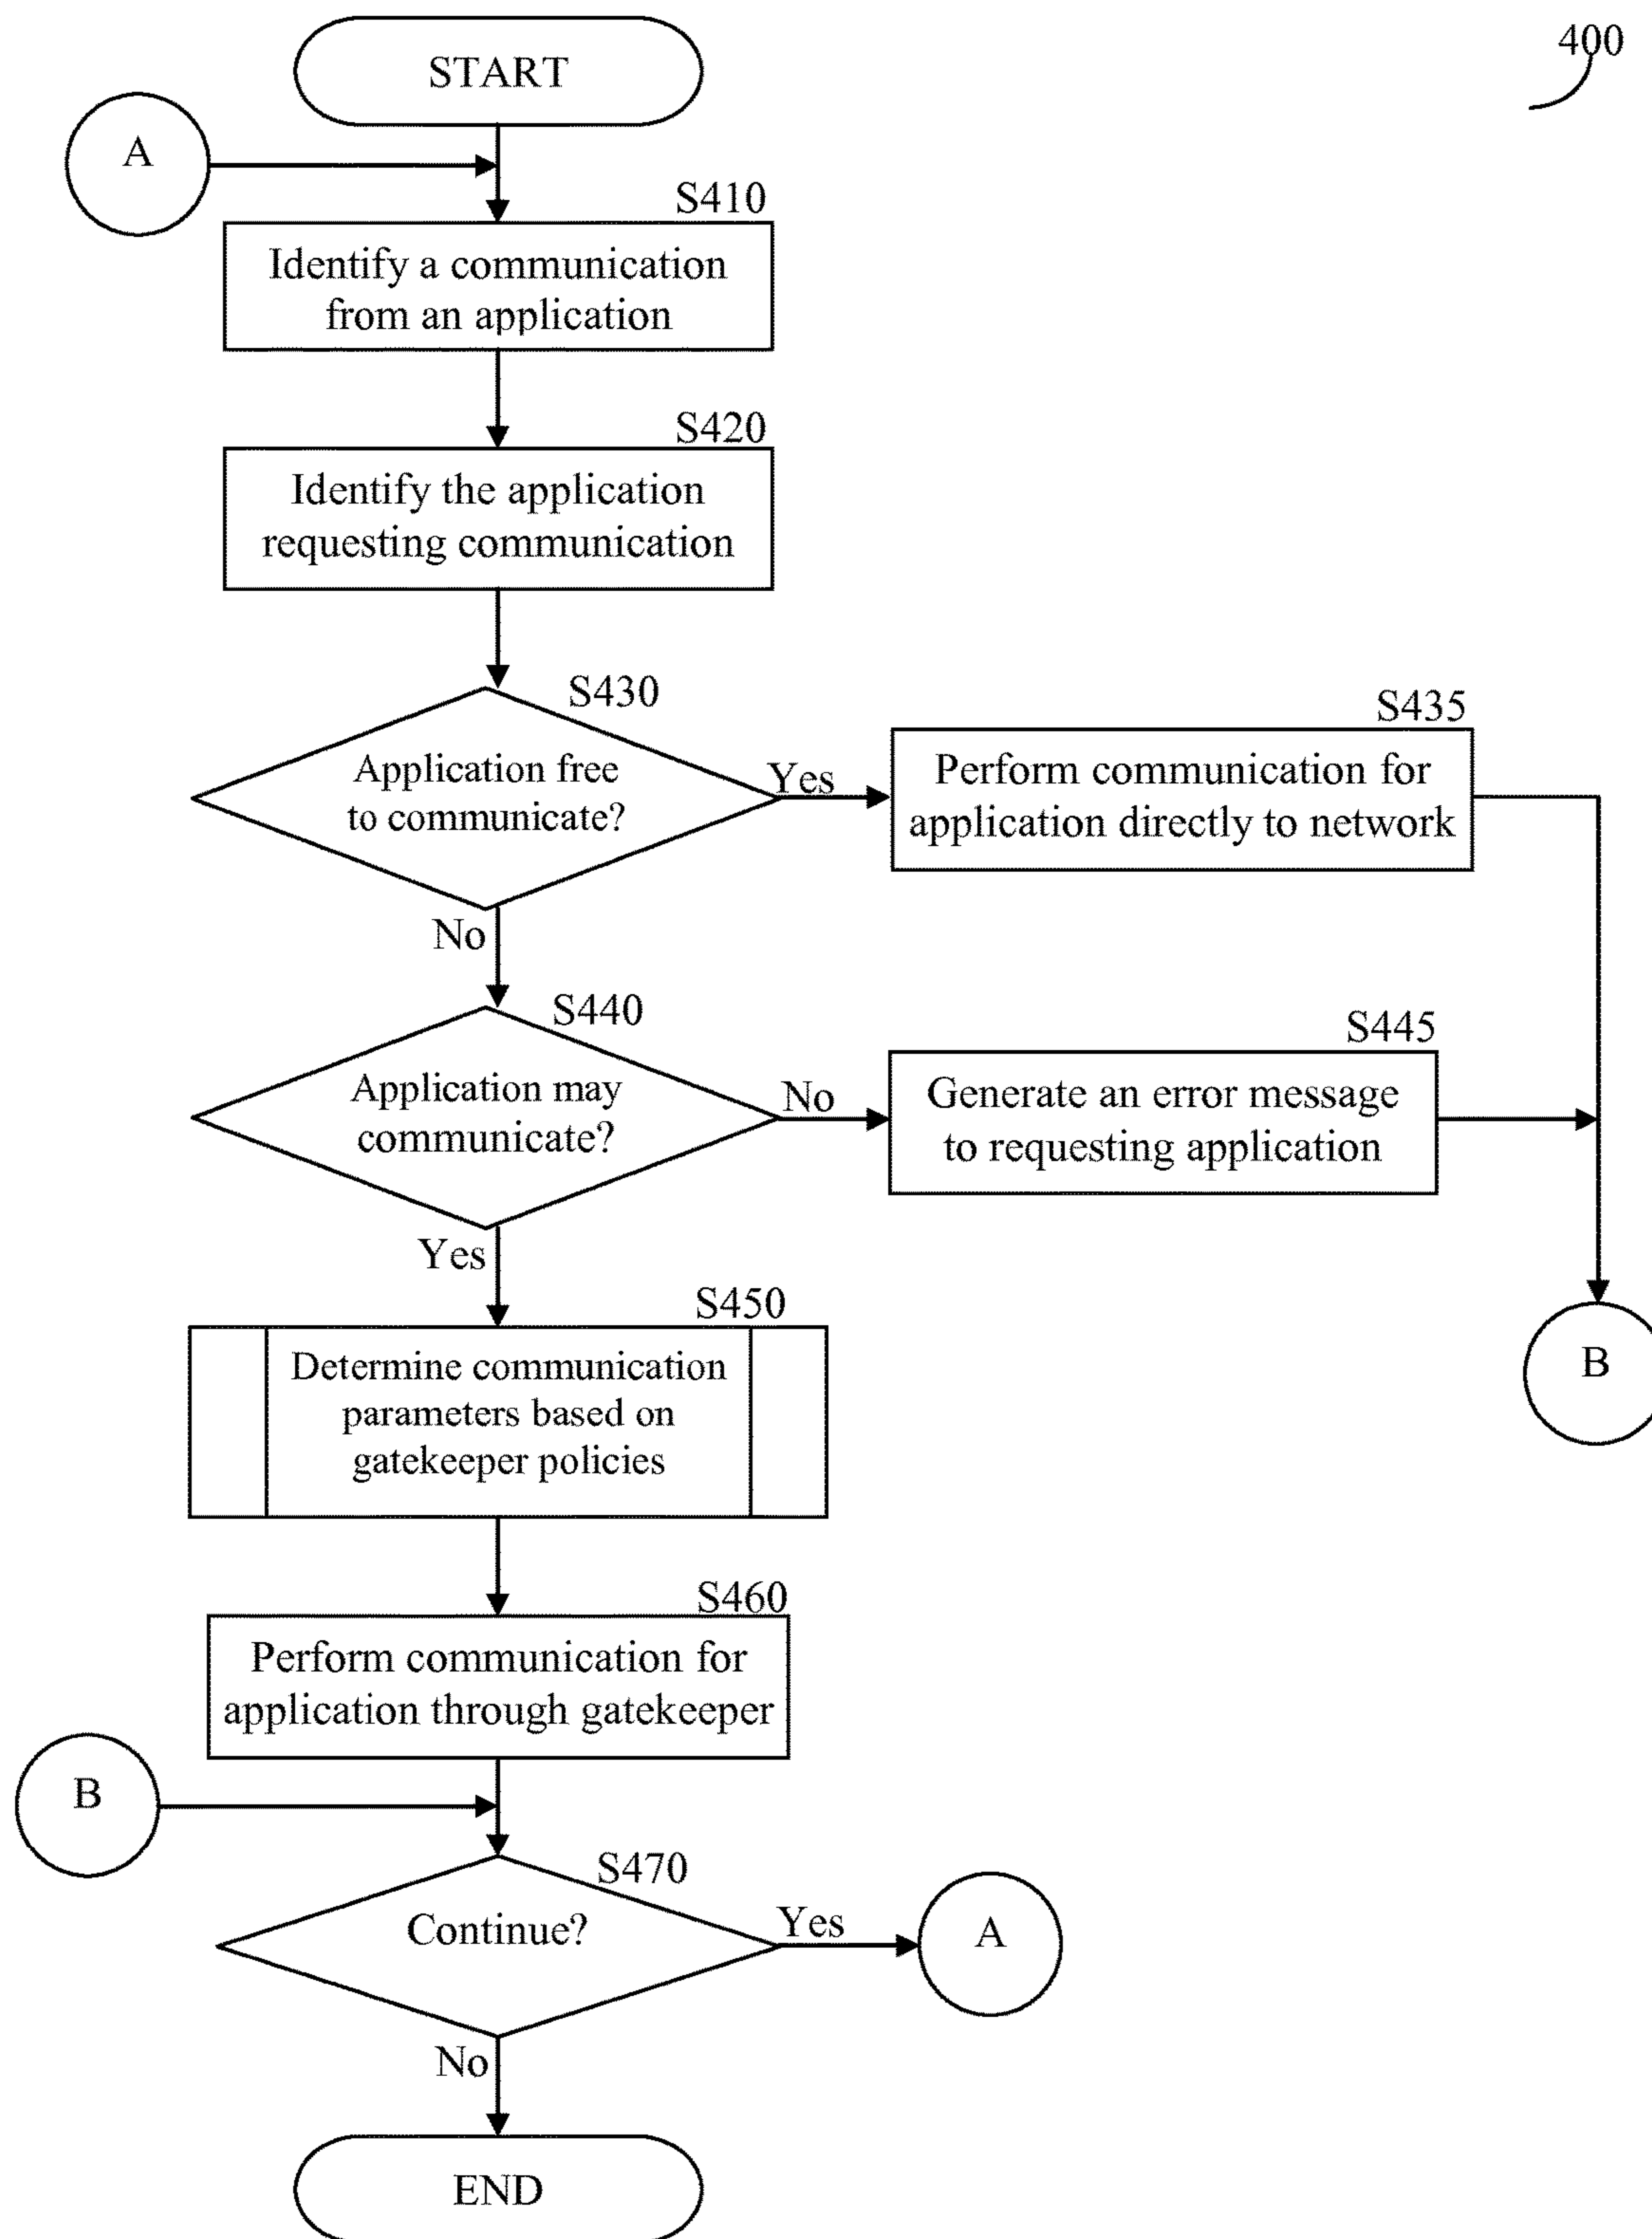 400
START
A
S410
Identify a communication
from an application
S420
Identify the application
requesting communication
S430
Application free
to communicate?
Yes
S435
Perform communication for
application directly to network
No
S440
Application may
communicate?
No
S445
Generate an error message
to requesting application
Yes
B
S450
Determine communication
parameters based on
gatekeeper policies
S460
Perform communication for
application through gatekeeper
B
S470
Continue?
Yes
A
No
END